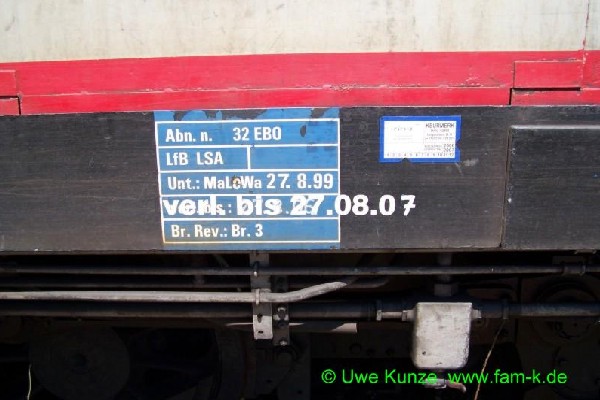 Abn. n. 32 EBO
LfB LSA
Unt.: MaLoWa 27. 8.99
verl. bis 27.08.07
Br. Rev.: Br. 3
HEUWERK
© Uwe Kunze www.fam-k.de